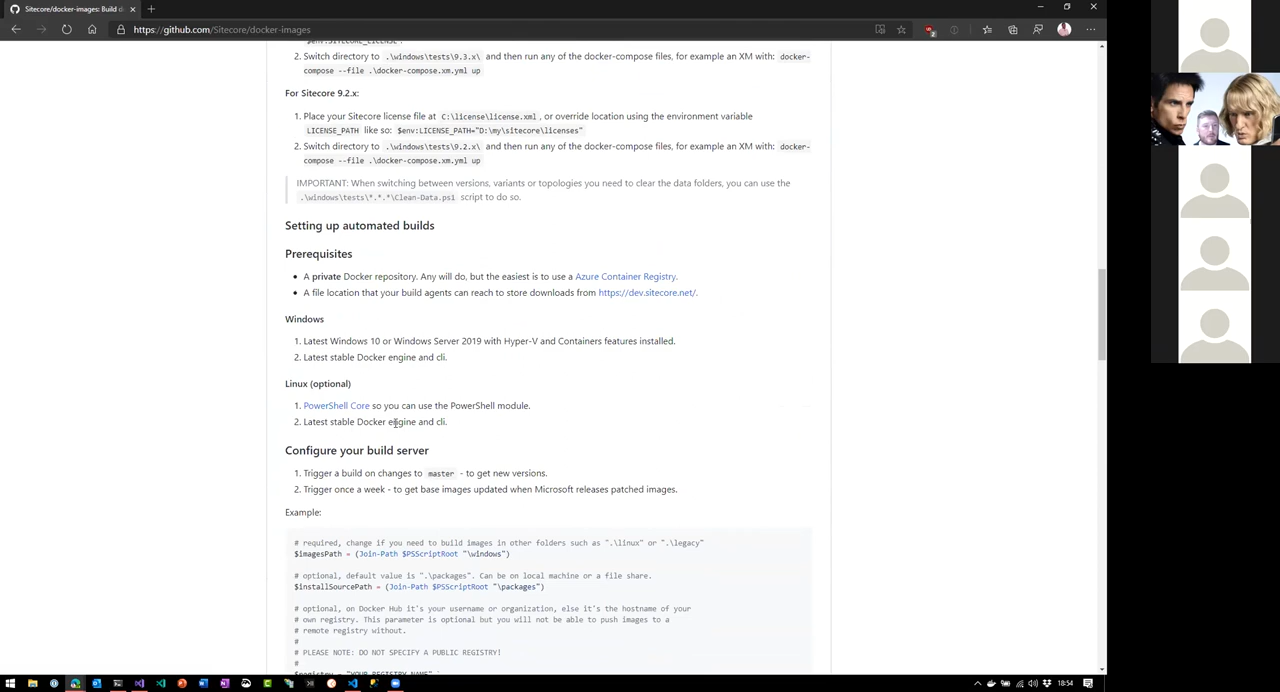 Sitecore/docker-images: Build d
https://github.com/Sitecore/docker-images
2
$env:SITECORE_LICENSE .
2. Switch directory to .\windows\tests\9.3.x\ and then run any of the docker-compose files, for example an XM with: docker-
compose --file .\docker-compose.xm.yml up
For Sitecore 9.2.x:
1. Place your Sitecore license file at C:\license\license.xml , or override location using the environment variable
LICENSE_PATH like so: $env:LICENSE_PATH="D:\my\sitecore\licenses"
2. Switch directory to .\windows\tests\9.2.x\ and then run any of the docker-compose files, for example an XM with: docker-
compose --file .\docker-compose.xm.yml up
IMPORTANT: When switching between versions, variants or topologies you need to clear the data folders, you can use the
.\windows\tests\*.*.*\Clean-Data.ps1 script to do so.
Setting up automated builds
Prerequisites
• A private Docker repository. Any will do, but the easiest is to use a Azure Container Registry.
• A file location that your build agents can reach to store downloads from https://dev.sitecore.net/.
Windows
1. Latest Windows 10 or Windows Server 2019 with Hyper-V and Containers features installed.
2. Latest stable Docker engine and cli.
Linux (optional)
1. PowerShell Core so you can use the PowerShell module.
2. Latest stable Docker engine and cli.
Configure your build server
1. Trigger a build on changes to master - to get new versions.
2. Trigger once a week - to get base images updated when Microsoft releases patched images.
Example:
# required, change if you need to build images in other folders such as ".\linux" or ".\legacy"
$imagesPath = (Join-Path $PSScriptRoot "\windows")
# optional, default value is ".\packages". Can be on local machine or a file share.
$installSourcePath = (Join-Path $PSScriptRoot "\packages")
# optional, on Docker Hub it's your username or organization, else it's the hostname of your
# own registry. This parameter is optional but you will not be able to push images to a
# remote registry without.
#
# PLEASE NOTE: DO NOT SPECIFY A PUBLIC REGISTRY!
#
$registry = "YOUR REGISTRY NAME" `
18:54